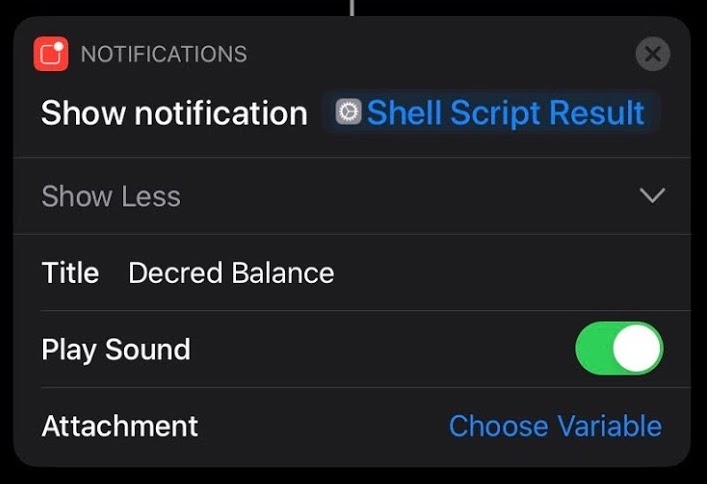 NOTIFICATIONS
Show notification Shell Script Result
Show Less
Title Decred Balance
Play Sound
Attachment Choose Variable